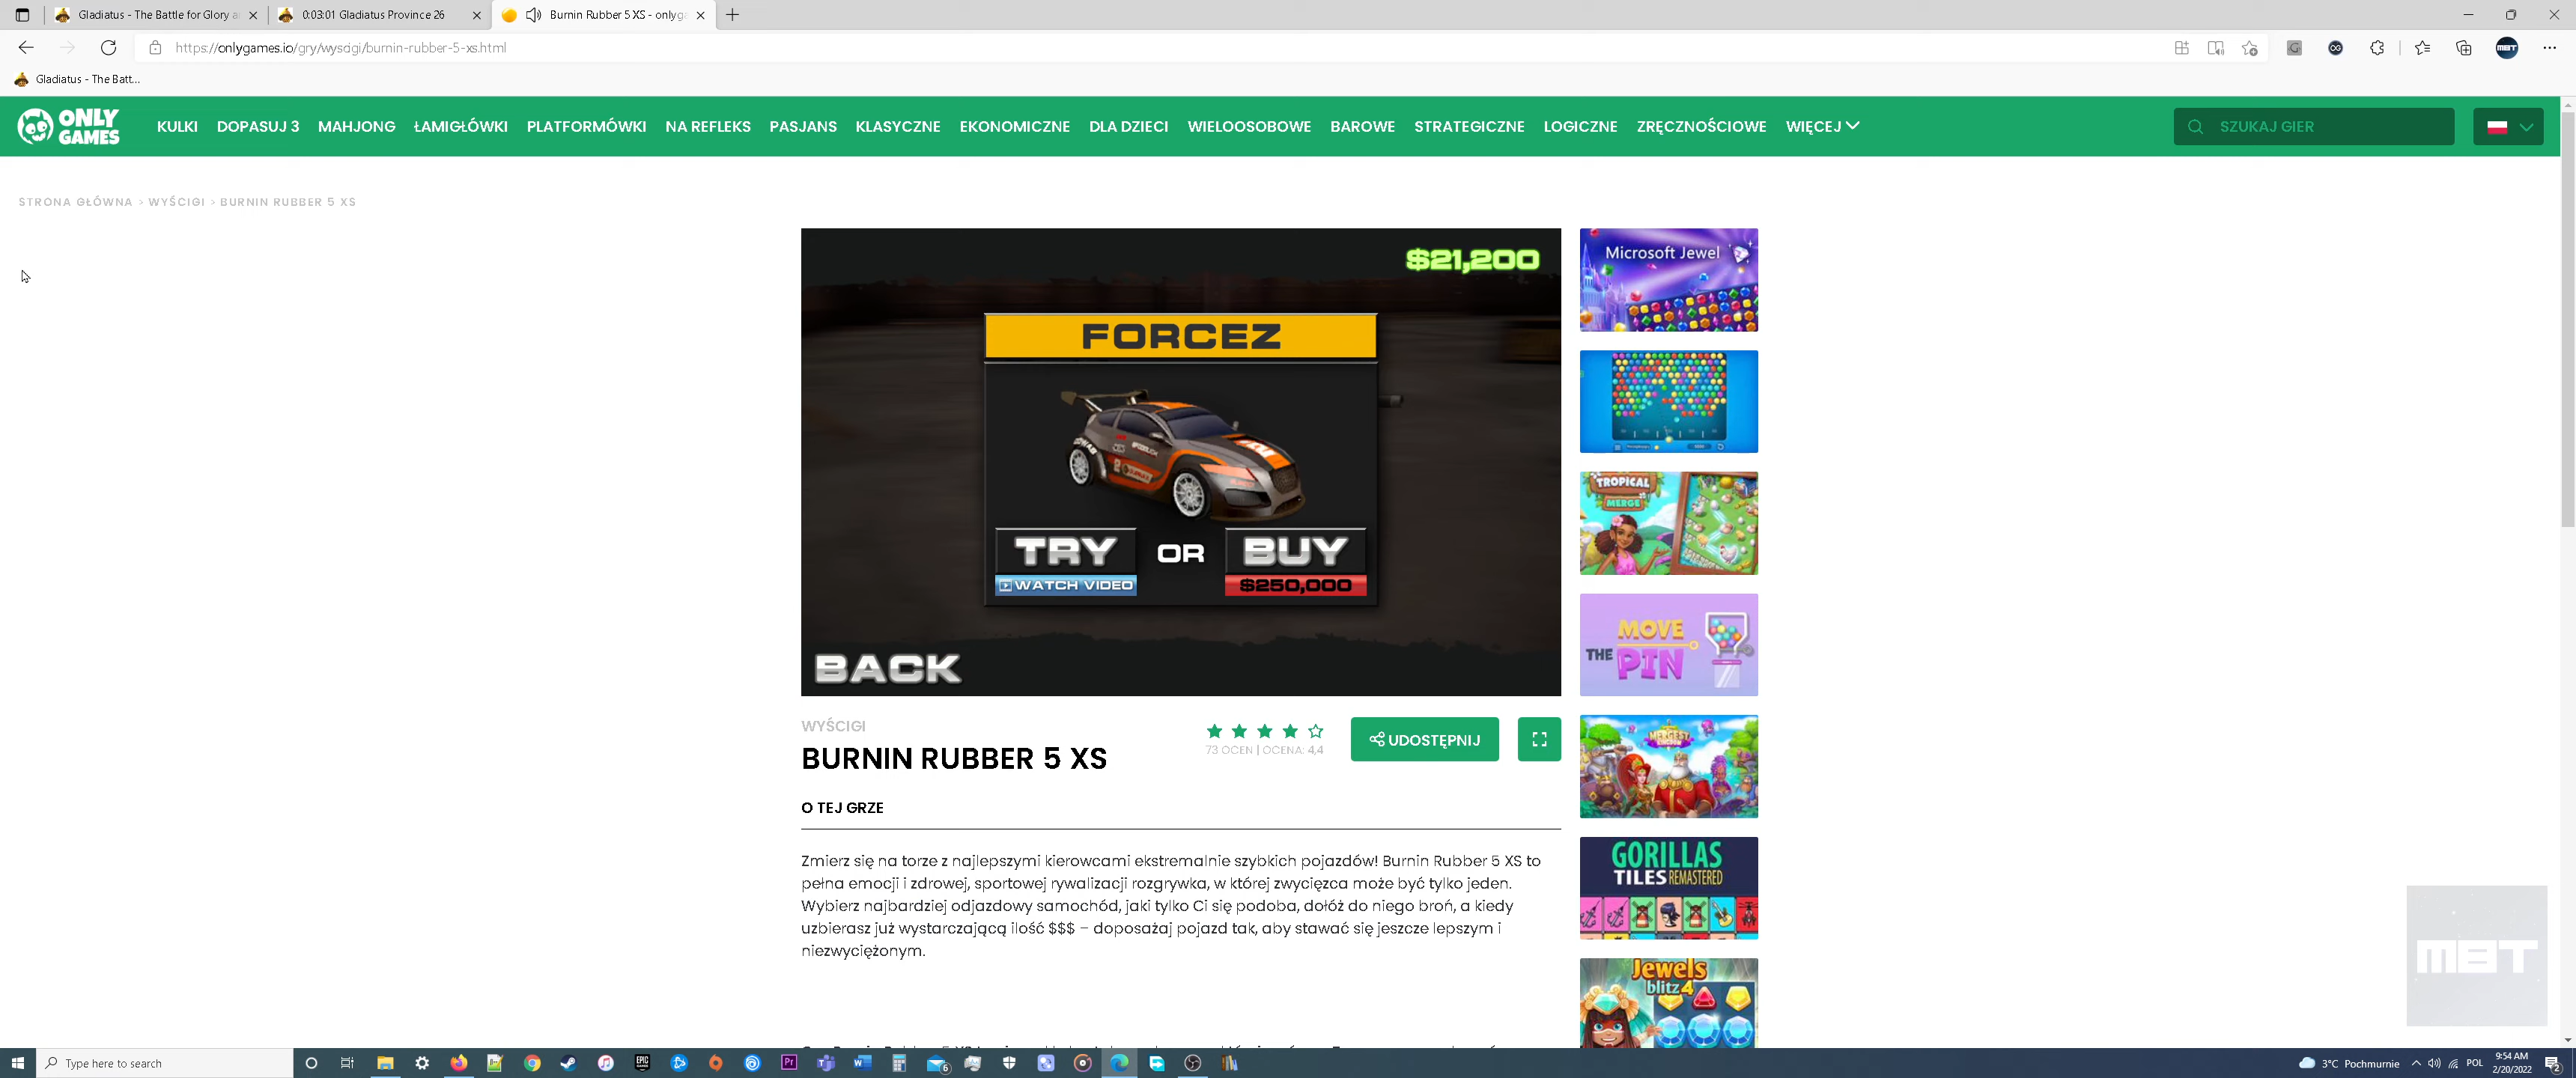 Gladiatus - The Battle for Glory a
0:03:01 Gladiatus Province 26
Burnin Rubber 5 XS - onlyga
https://onlygames.io/gry/wyscigi/burnin-rubber-5-xs.html
MBT
Gladiatus - The Batt...
ONLY GAMES
KULKI DOPASUJ 3 MAHJONG ŁAMIGŁÓWKI PLATFORMÓWKI NA REFLEKS PASJANS KLASYCZNE EKONOMICZNE DLA DZIECI WIELOOSOBOWE BAROWE STRATEGICZNE LOGICZNE ZRĘCZNOŚCIOWE WIĘCEJ
SZUKAJ GIER
STRONA GŁÓWNA > WYŚCIGI > BURNIN RUBBER 5 XS
$21,200
FORCEZ
TRY OR BUY
WATCH VIDEO $250,000
BACK
Microsoft Jewel
TROPICAL
MERGE
MOVE
THE PIN
GORILLAS
TILES REMASTERED
Jewels
blitz 4
WYŚCIGI
BURNIN RUBBER 5 XS
73 OCEN | OCENA: 4,4
UDOSTĘPNIJ
O TEJ GRZE
Zmierz się na torze z najlepszymi kierowcami ekstremalnie szybkich pojazdów! Burnin Rubber 5 XS to
pełna emocji i zdrowej, sportowej rywalizacji rozgrywka, w której zwycięzca może być tylko jeden.
Wybierz najbardziej odjazdowy samochód, jaki tylko Ci się podoba, dołóż do niego broń, a kiedy
uzbierasz już wystarczającą ilość $$$ – doposażaj pojazd tak, aby stawać się jeszcze lepszym i
niezwyciężonym.
MBT
Type here to search
3°C Pochmurnie
POL
9:54 AM
2/20/2022